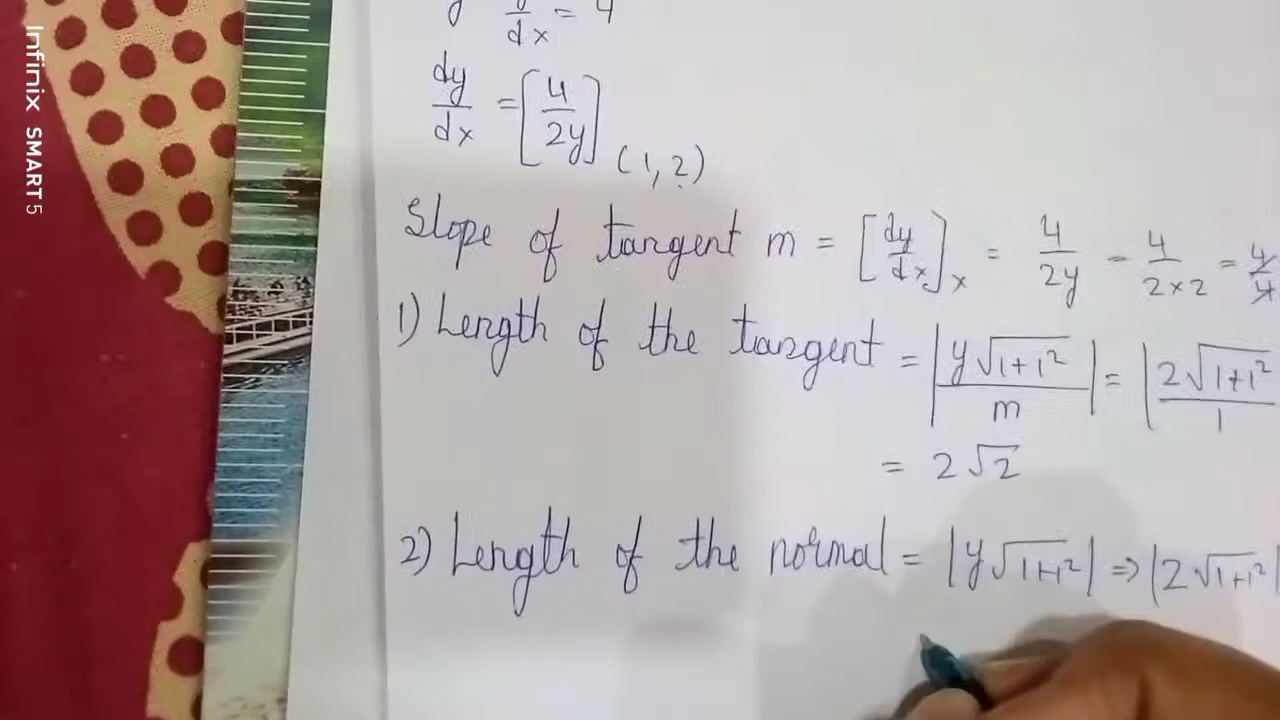 dy/dx = 4
dy/dx = [4/2y] (1,2)
Slope of tangent m = [dy/dx]x = 4/2y = 4/2×2 = 4/4
1) Length of the tangent = |y√1+1²/m| = |2√1+1²/1
= 2√2
2) Length of the normal = |y√1+1²| ⇒ |2√1+1²|
Infinix SMART 5